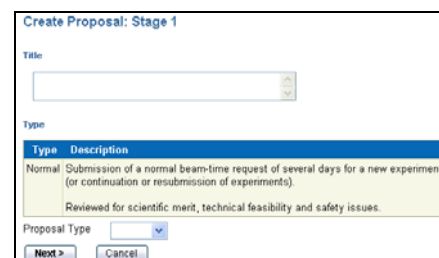 Create Proposal: Stage 1
Title
Type
Type Description
Normal Submission of a normal beam-time request of several days for a new experimen
(or continuation or resubmission of experiments).
Reviewed for scientific merit, technical feasibility and safety issues.
Proposal Type
Next > Cancel